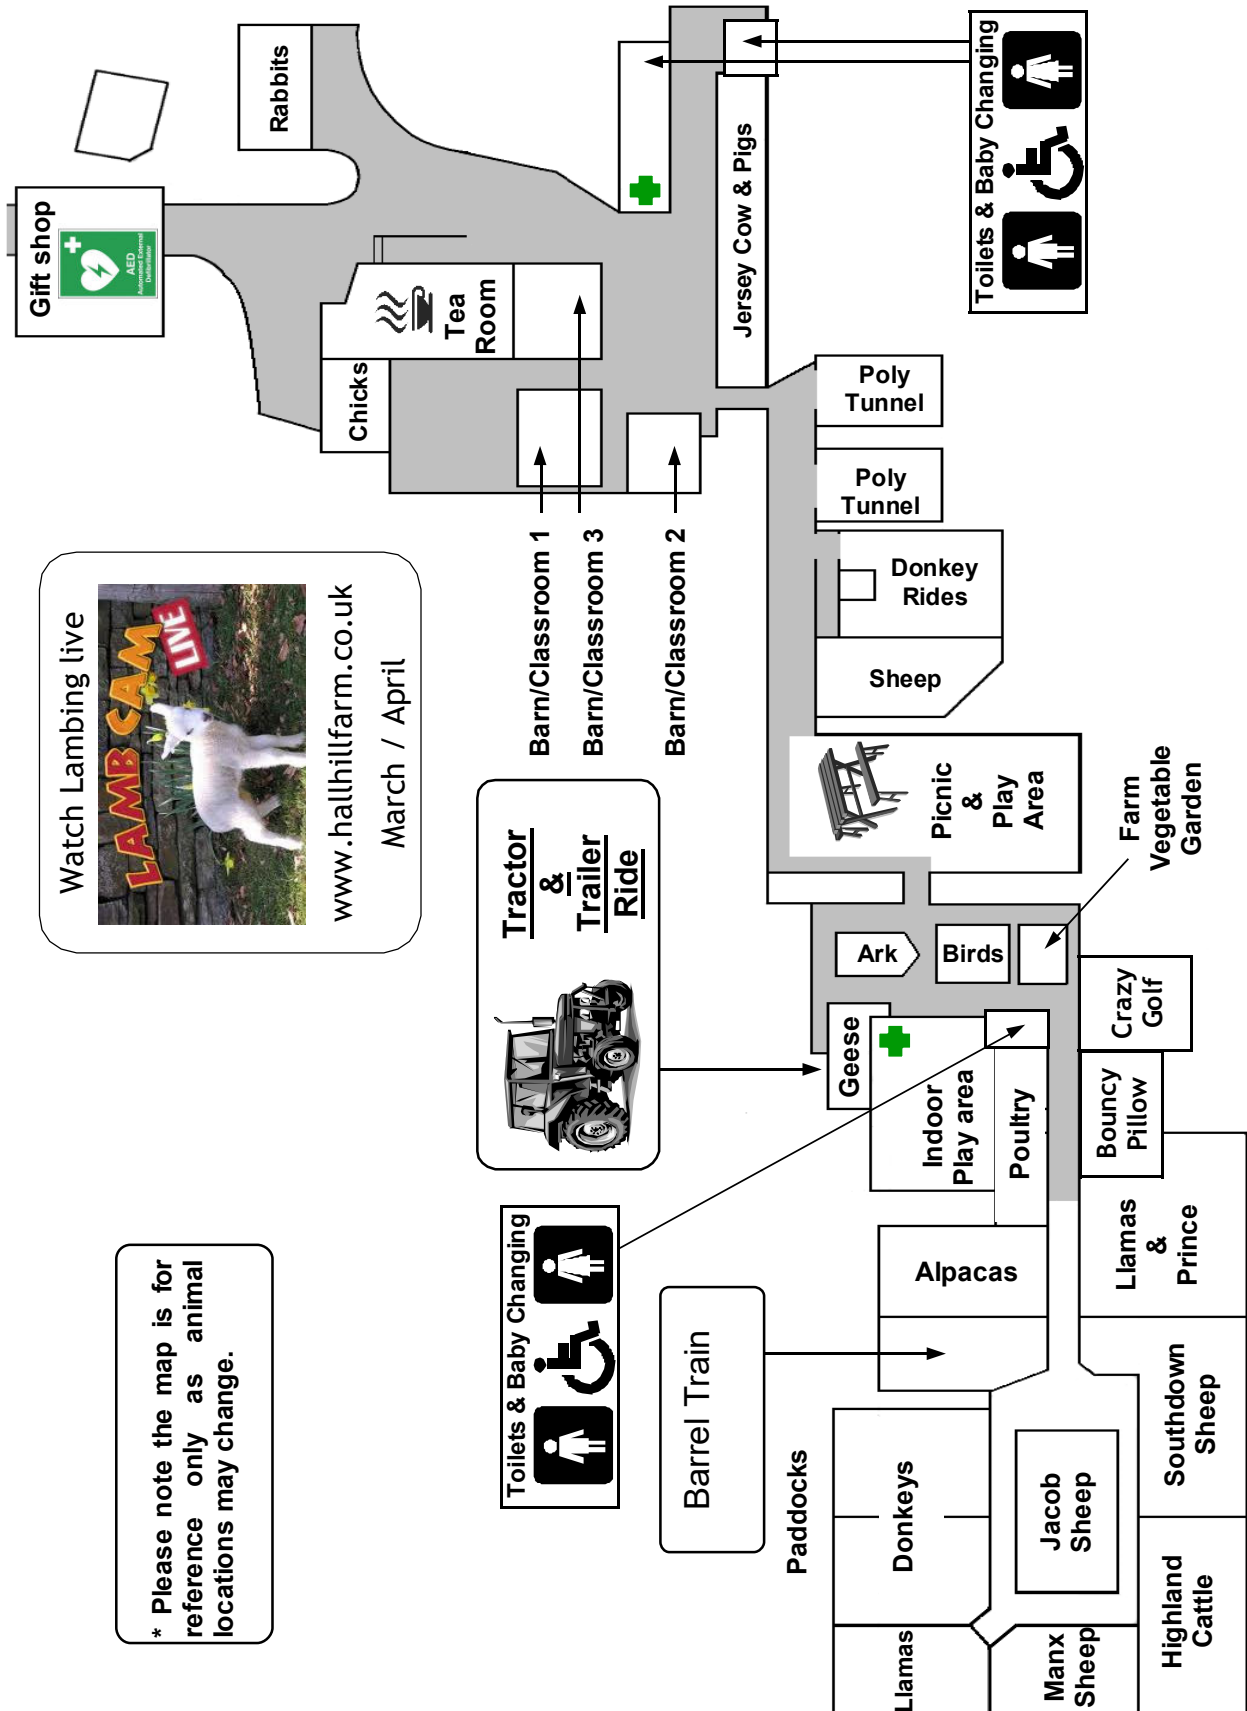 Gift shop
AED
Automated External
Defibrillator
Rabbits
Chicks
Tea
Room
Jersey Cow & Pigs
Toilets & Baby Changing
Barn/Classroom 1
Barn/Classroom 3
Barn/Classroom 2
Poly
Tunnel
Poly
Tunnel
Donkey
Rides
Sheep
Picnic
&
Play
Area
Farm
Vegetable
Garden
Watch Lambing live
LAMB CAM
LIVE
www.hallhillfarm.co.uk
March / April
Tractor
&
Trailer
Ride
Ark
Birds
Geese
Crazy
Golf
Indoor
Play area
Poultry
Bouncy
Pillow
Toilets & Baby Changing
Alpacas
Llamas
&
Prince
Barrel Train
* Please note the map is for
reference only as animal
locations may change.
Paddocks
Donkeys
Jacob
Sheep
Southdown
Sheep
Llamas
Manx
Sheep
Highland
Cattle